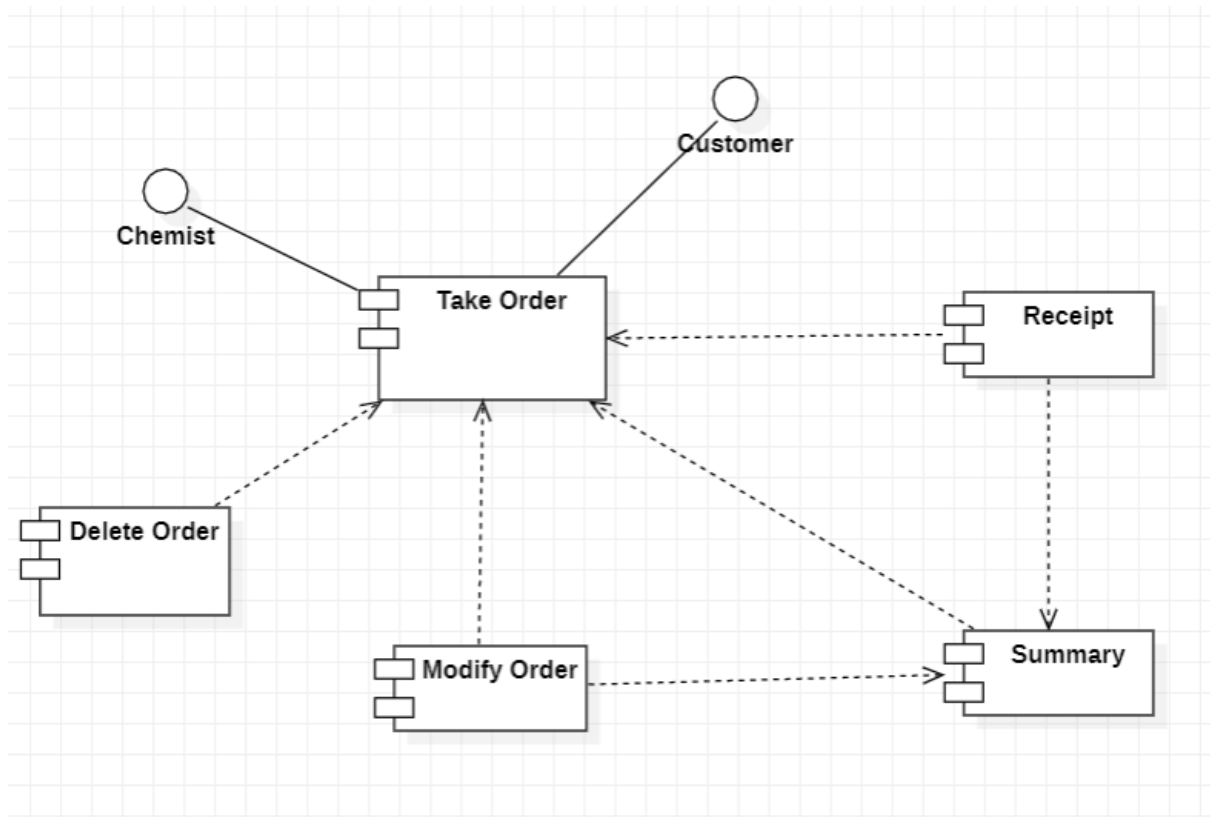 Customer
Chemist
Take Order
Receipt
Delete Order
Modify Order
Summary